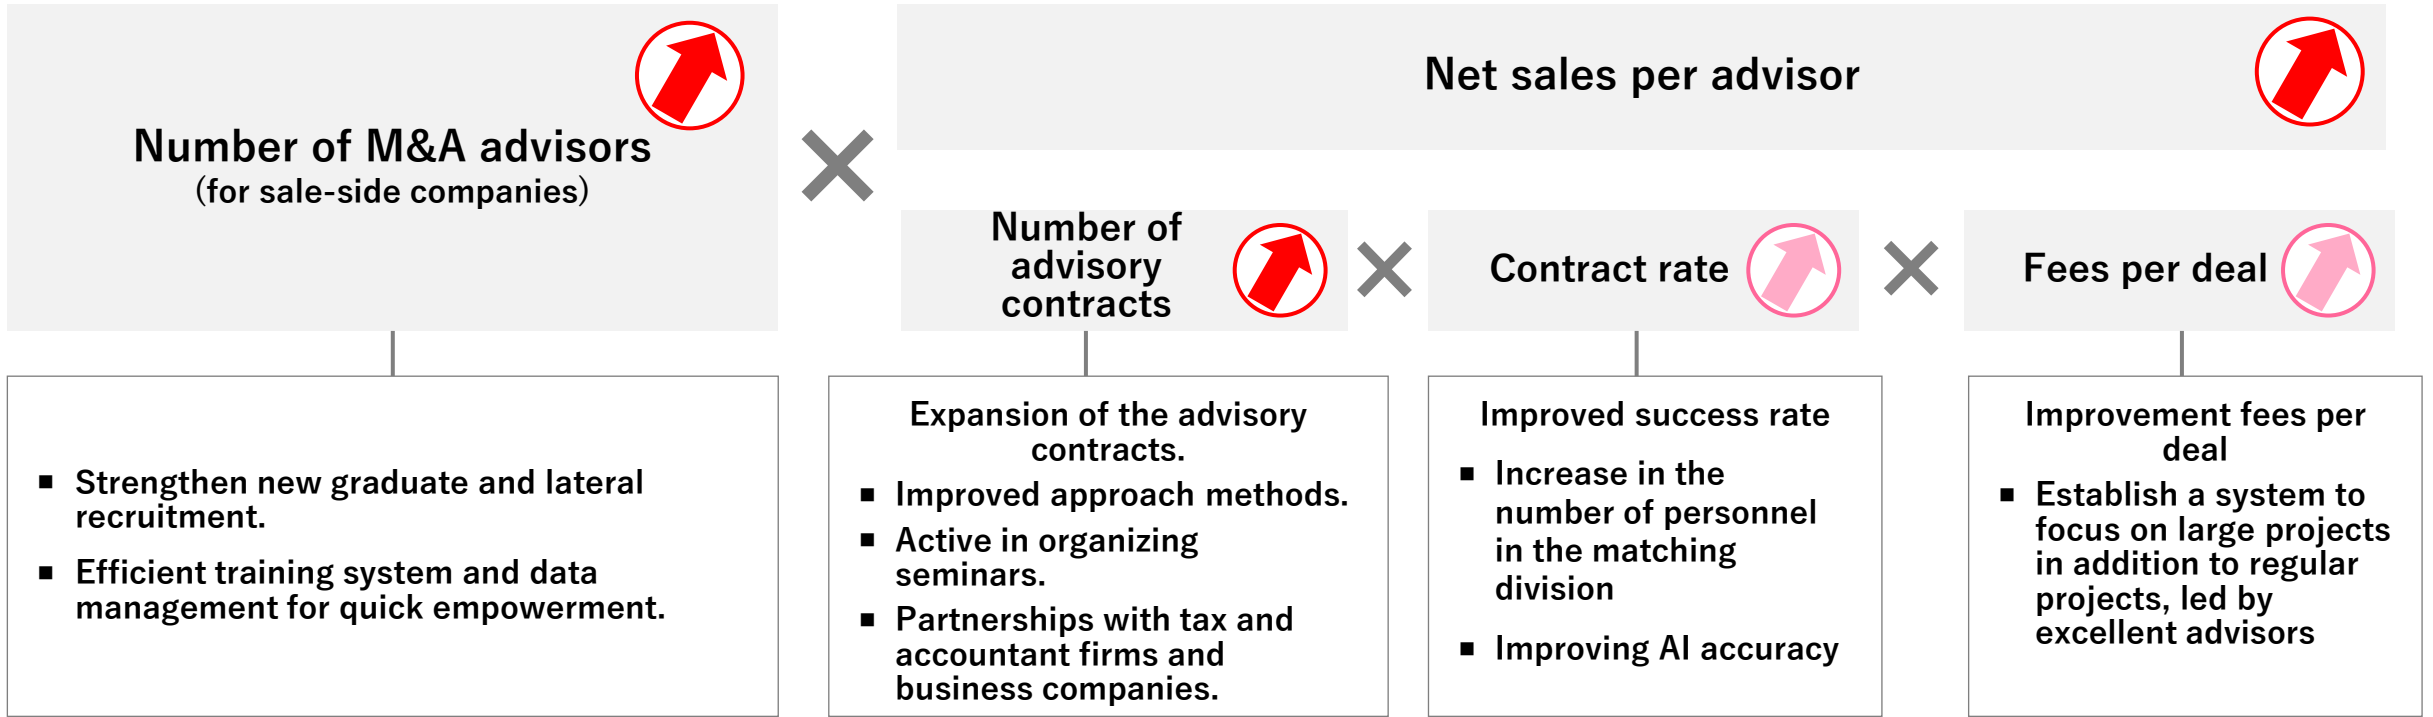 Number of M&A advisors
(for sale-side companies)
Net sales per advisor
Number of
advisory
contracts
Contract rate
Fees per deal
■ Strengthen new graduate and lateral
recruitment.
■ Efficient training system and data
management for quick empowerment.
Expansion of the advisory
contracts.
■ Improved approach methods.
■ Active in organizing
seminars.
■ Partnerships with tax and
accountant firms and
business companies.
Improved success rate
■ Increase in the
number of personnel
in the matching
division
■ Improving AI accuracy
Improvement fees per
deal
■ Establish a system to
focus on large projects
in addition to regular
projects, led by
excellent advisors